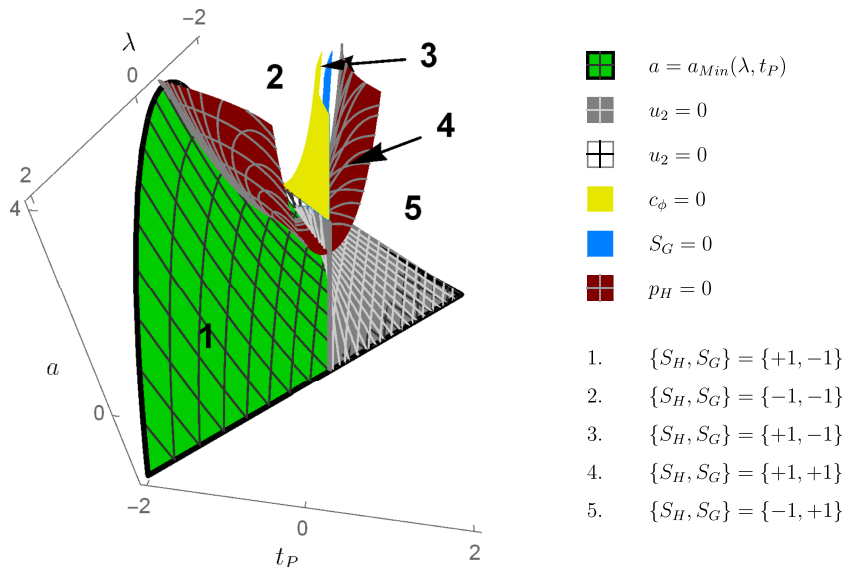 -2
λ
0
2
4
a
0
-2
0
2
t_P
1
2
3
4
5
a = a_{Min}(λ, t_P)
u_2 = 0
u_2 = 0
c_ϕ = 0
S_G = 0
p_H = 0
1. {S_H, S_G} = {+1, −1}
2. {S_H, S_G} = {−1, −1}
3. {S_H, S_G} = {+1, −1}
4. {S_H, S_G} = {+1, +1}
5. {S_H, S_G} = {−1, +1}